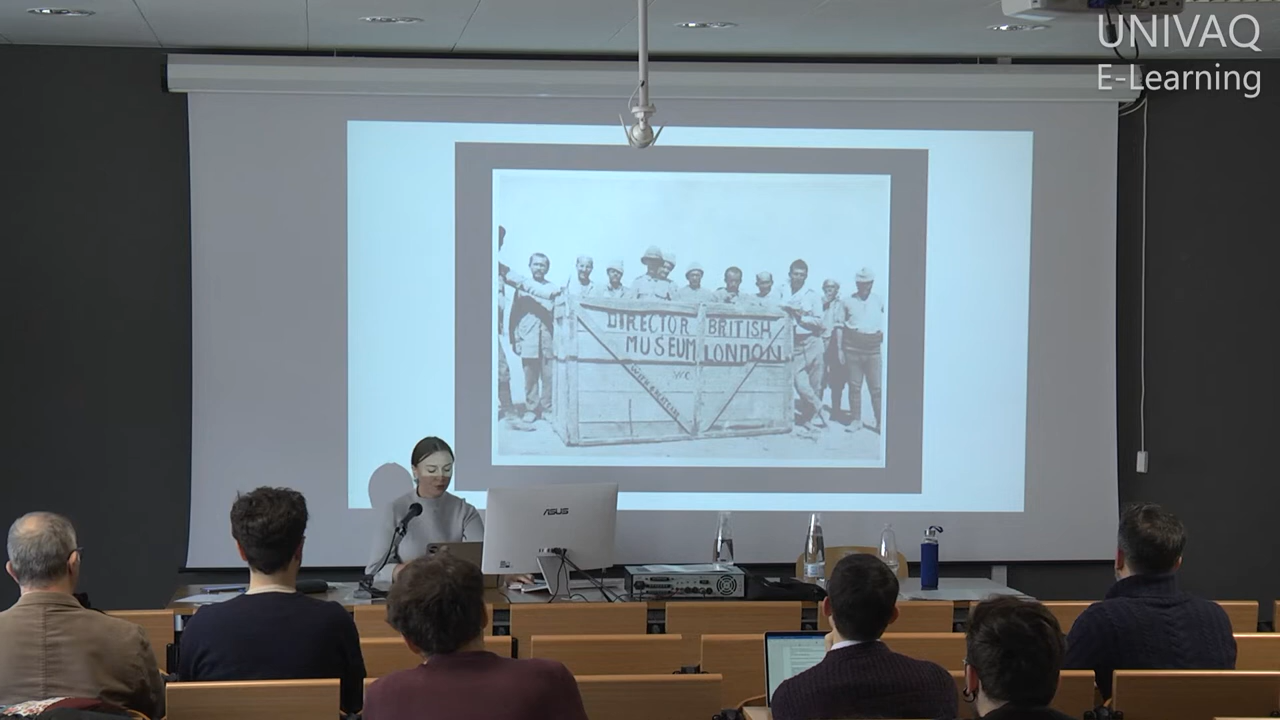 UNIVAQ
E-Learning
DIRECTOR BRITISH
MUSEUM LONDON
W C
ASUS